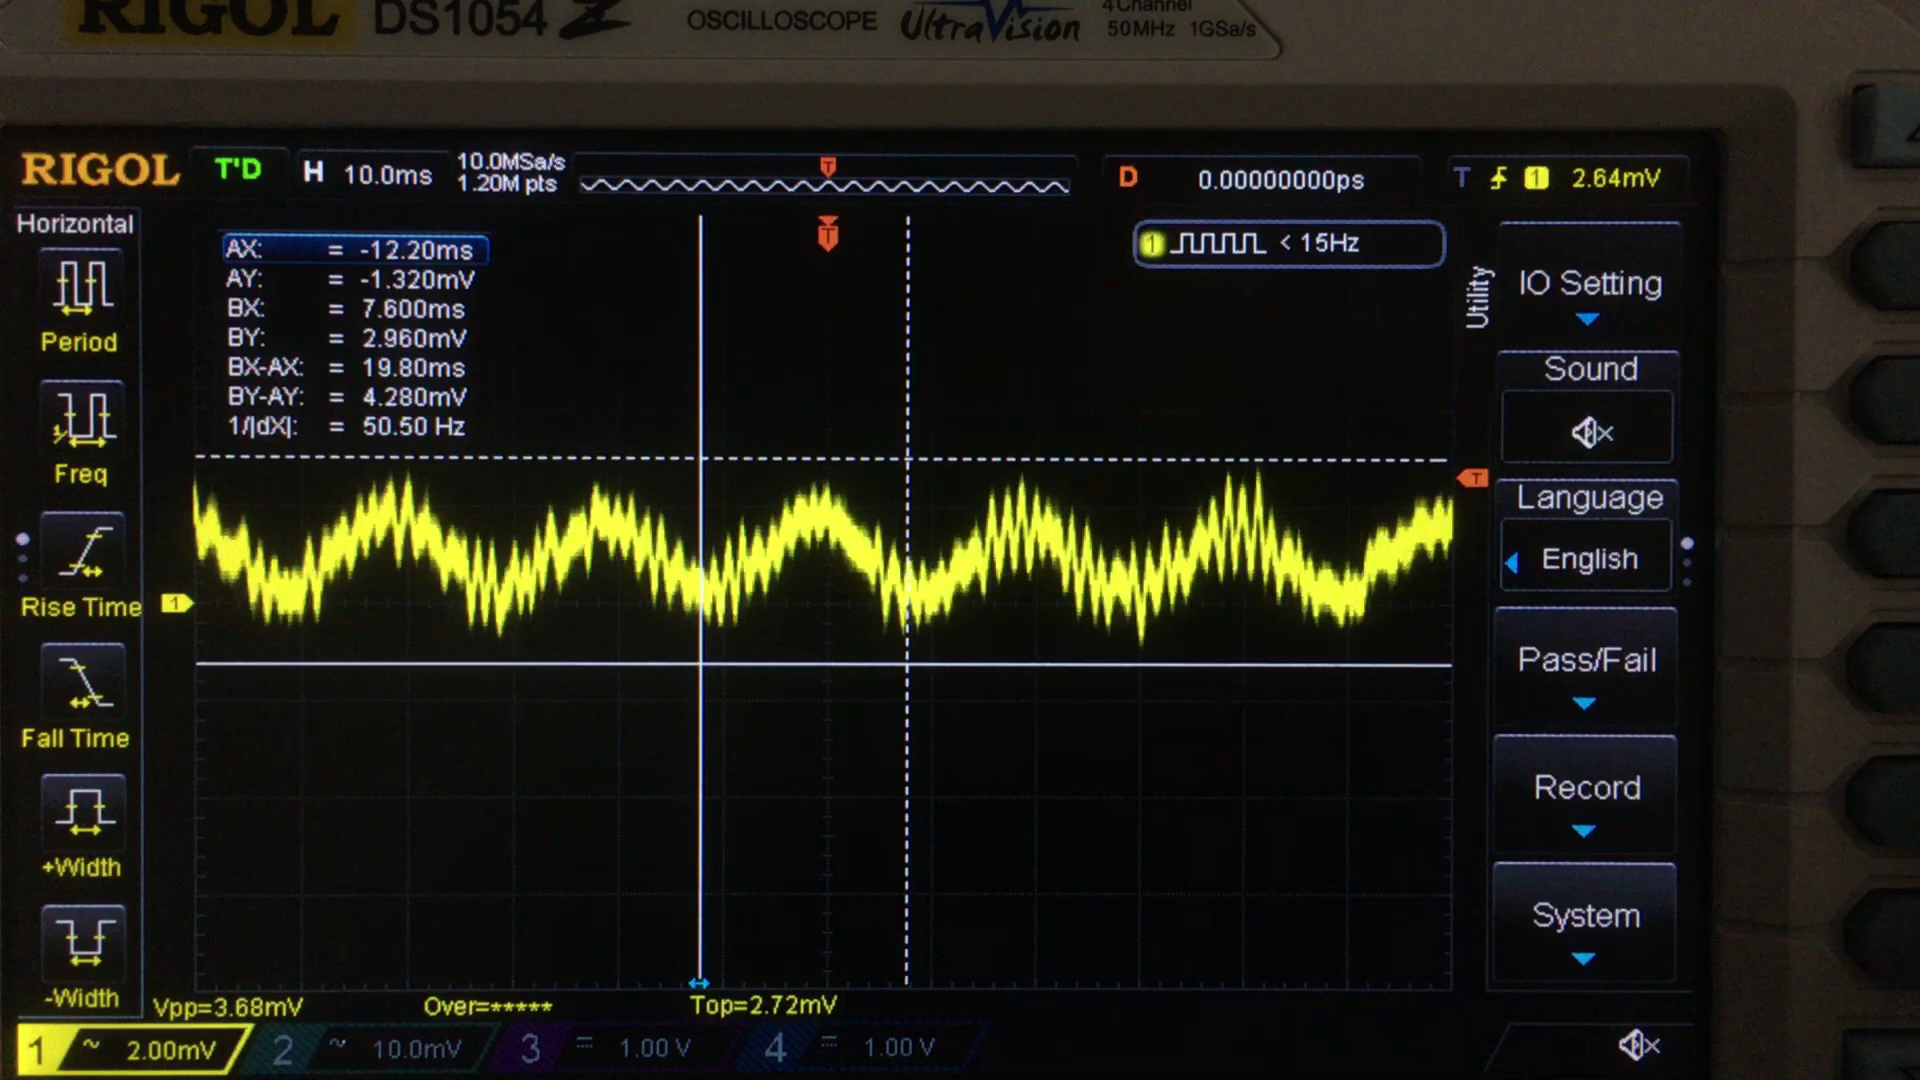 RIGOL DS1054 Z OSCILLOSCOPE UltraVision 4 Channel
50MHz 1GSa/s
RIGOL T'D H 10.0ms 10.0MSa/s
1.20M pts
T
D 0.00000000ps T 1 2.64mV
Horizontal
Period
Freq
Rise Time
Fall Time
+Width
-Width
AX: = -12.20ms
AY: = -1.320mV
BX: = 7.600ms
BY: = 2.960mV
BX-AX: = 19.80ms
BY-AY: = 4.280mV
1/|dX|: = 50.50 Hz
T
1 < 15Hz
T
1
Utility
IO Setting
Sound
Language
English
Pass/Fail
Record
System
Vpp=3.68mV Over=***** Top=2.72mV
1 ~ 2.00mV 2 ~ 10.0mV 3 1.00 V 4 1.00 V